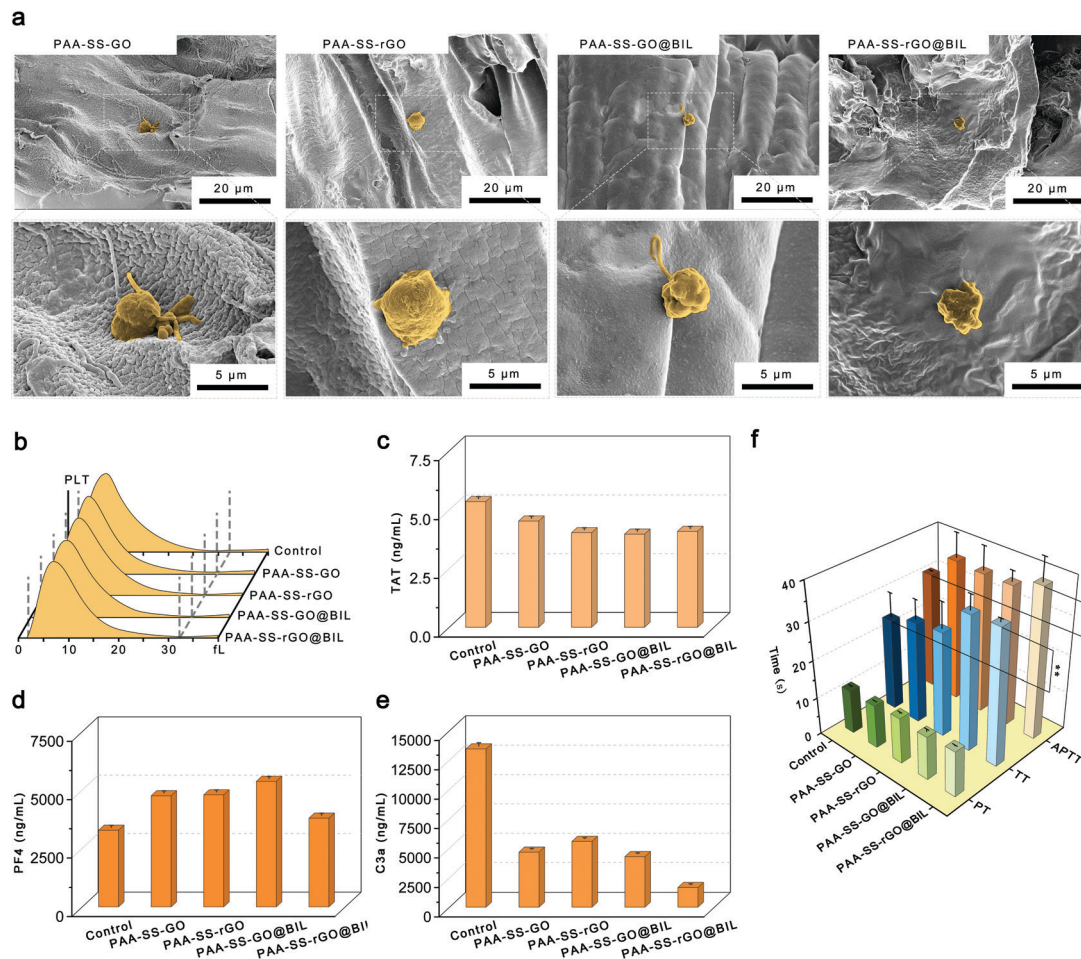 a
PAA-SS-GO
PAA-SS-rGO
PAA-SS-GO@BIL
PAA-SS-rGO@BIL
20 μm
20 μm
20 μm
20 μm
5 μm
5 μm
5 μm
5 μm
b
PLT
Control
PAA-SS-GO
PAA-SS-rGO
PAA-SS-GO@BIL
PAA-SS-rGO@BIL
0 10 20 30 fL
c
TAT (ng/mL)
7.5
5.0
2.5
0.0
Control
PAA-SS-GO
PAA-SS-rGO
PAA-SS-GO@BIL
PAA-SS-rGO@BIL
d
PF4 (ng/mL)
7500
5000
2500
0
Control
PAA-SS-GO
PAA-SS-rGO
PAA-SS-GO@BIL
PAA-SS-rGO@BIL
e
C3a (ng/mL)
15000
12500
10000
7500
5000
2500
0
Control
PAA-SS-GO
PAA-SS-rGO
PAA-SS-GO@BIL
PAA-SS-rGO@BIL
f
Time (s)
40
30
20
10
0
**
Control
PAA-SS-GO
PAA-SS-rGO
PAA-SS-GO@BIL
PAA-SS-rGO@BIL
PT
TT
APTT